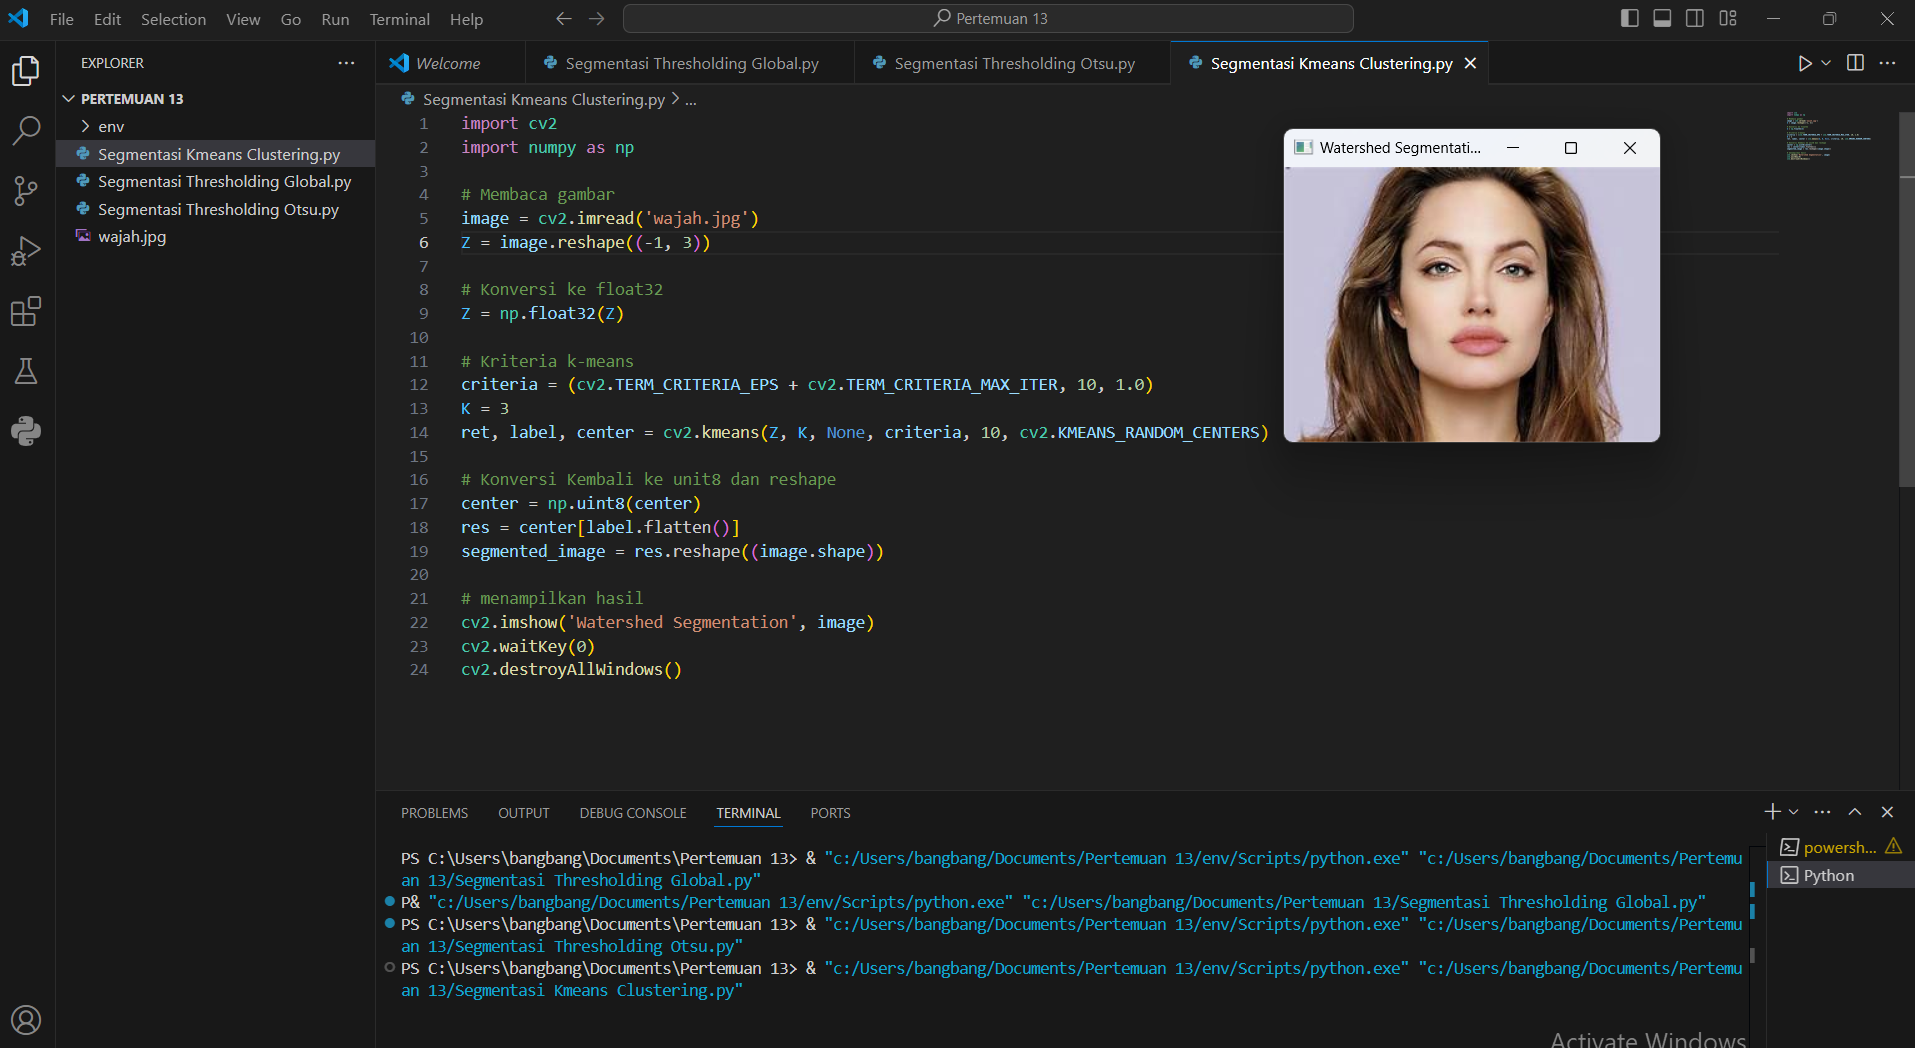 File Edit Selection View Go Run Terminal Help
Pertemuan 13
EXPLORER
PERTEMUAN 13
env
Segmentasi Kmeans Clustering.py
Segmentasi Thresholding Global.py
Segmentasi Thresholding Otsu.py
wajah.jpg
Welcome
Segmentasi Thresholding Global.py
Segmentasi Thresholding Otsu.py
Segmentasi Kmeans Clustering.py
Segmentasi Kmeans Clustering.py > ...
1 import cv2
2 import numpy as np
3
4 # Membaca gambar
5 image = cv2.imread('wajah.jpg')
6 Z = image.reshape((-1, 3))
7
8 # Konversi ke float32
9 Z = np.float32(Z)
10
11 # Kriteria k-means
12 criteria = (cv2.TERM_CRITERIA_EPS + cv2.TERM_CRITERIA_MAX_ITER, 10, 1.0)
13 K = 3
14 ret, label, center = cv2.kmeans(Z, K, None, criteria, 10, cv2.KMEANS_RANDOM_CENTERS)
15
16 # Konversi Kembali ke unit8 dan reshape
17 center = np.uint8(center)
18 res = center[label.flatten()]
19 segmented_image = res.reshape((image.shape))
20
21 # menampilkan hasil
22 cv2.imshow('Watershed Segmentation', image)
23 cv2.waitKey(0)
24 cv2.destroyAllWindows()
Watershed Segmentati...
PROBLEMS OUTPUT DEBUG CONSOLE TERMINAL PORTS
PS C:\Users\bangbang\Documents\Pertemuan 13> & "c:/Users/bangbang/Documents/Pertemuan 13/env/Scripts/python.exe" "c:/Users/bangbang/Documents/Pertemu
an 13/Segmentasi Thresholding Global.py"
P& "c:/Users/bangbang/Documents/Pertemuan 13/env/Scripts/python.exe" "c:/Users/bangbang/Documents/Pertemuan 13/Segmentasi Thresholding Global.py"
PS C:\Users\bangbang\Documents\Pertemuan 13> & "c:/Users/bangbang/Documents/Pertemuan 13/env/Scripts/python.exe" "c:/Users/bangbang/Documents/Pertemu
an 13/Segmentasi Thresholding Otsu.py"
PS C:\Users\bangbang\Documents\Pertemuan 13> & "c:/Users/bangbang/Documents/Pertemuan 13/env/Scripts/python.exe" "c:/Users/bangbang/Documents/Pertemu
an 13/Segmentasi Kmeans Clustering.py"
powersh...
Python
Activate Windows